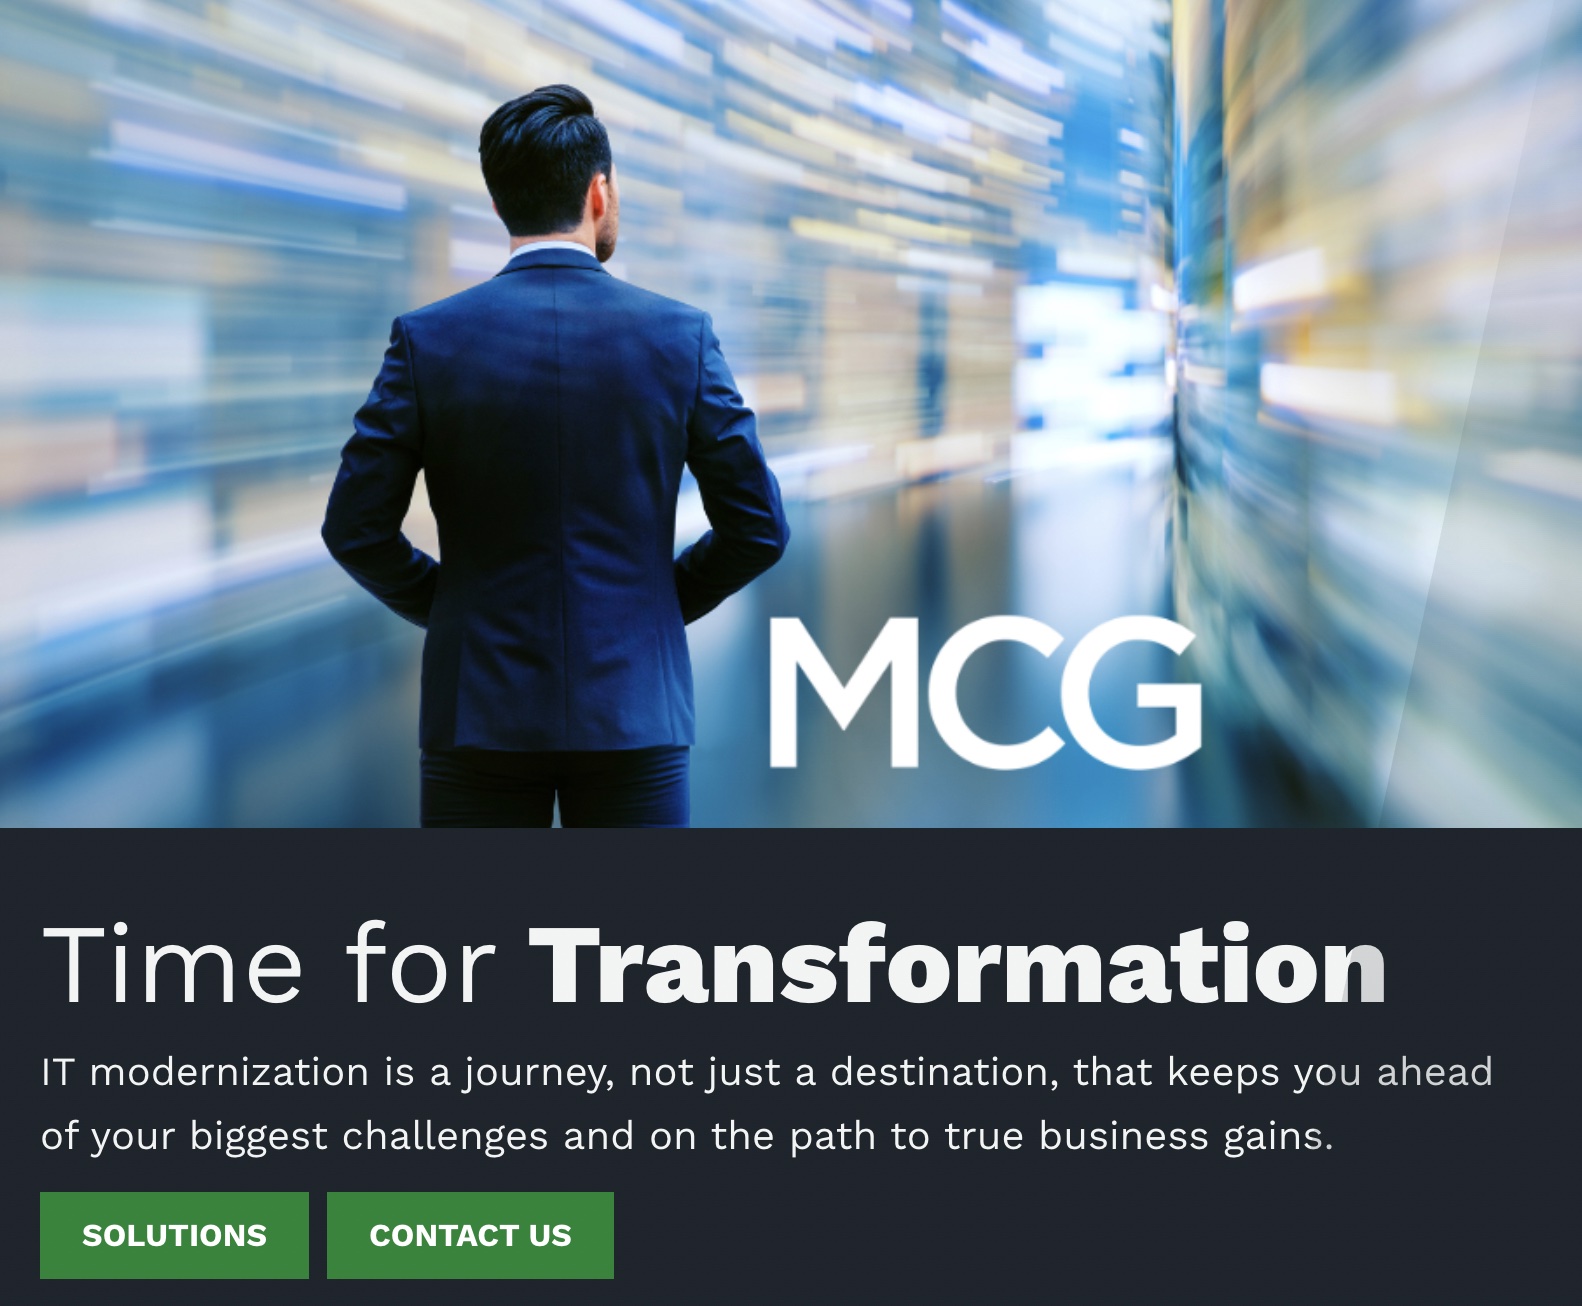 MCG
Time for Transformation
IT modernization is a journey, not just a destination, that keeps you ahead
of your biggest challenges and on the path to true business gains.
SOLUTIONS
CONTACT US